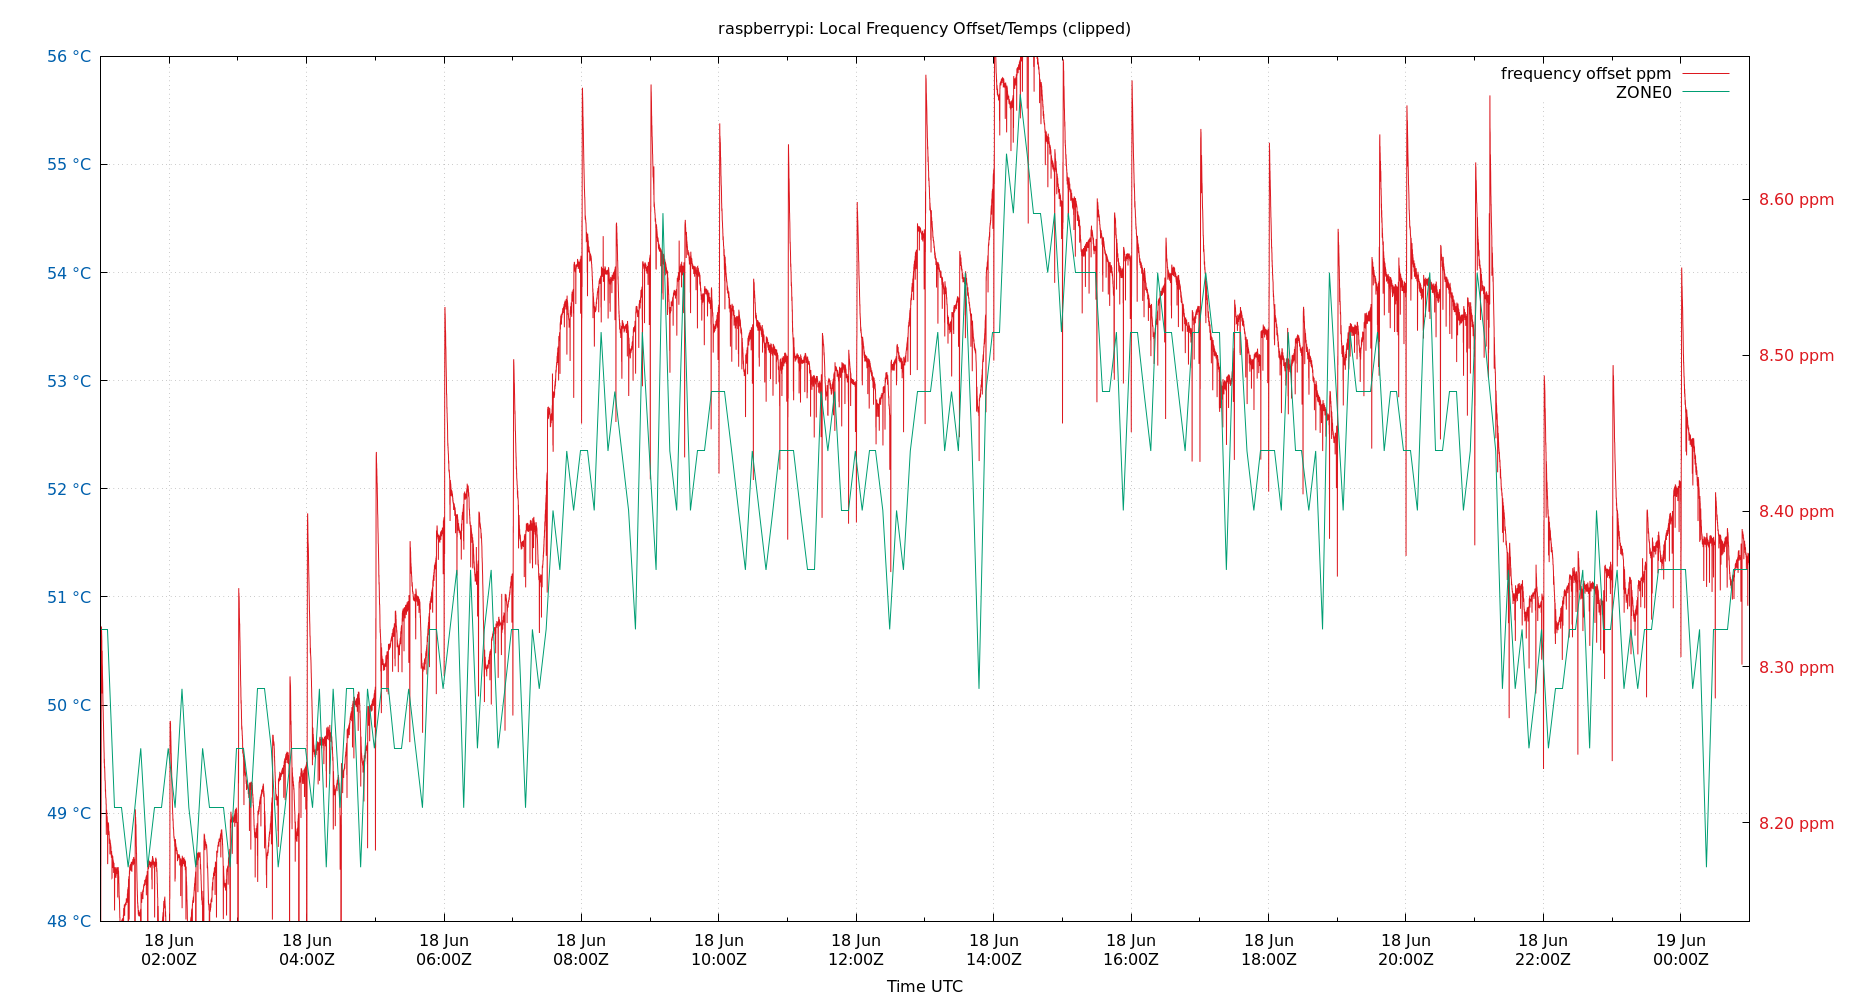 raspberrypi: Local Frequency Offset/Temps (clipped)
frequency offset ppm
ZONE0
56 °C
55 °C
54 °C
53 °C
52 °C
51 °C
50 °C
49 °C
48 °C
8.60 ppm
8.50 ppm
8.40 ppm
8.30 ppm
8.20 ppm
18 Jun 18 Jun 18 Jun 18 Jun 18 Jun 18 Jun 18 Jun 18 Jun 18 Jun 18 Jun 18 Jun 19 Jun
02:00Z 04:00Z 06:00Z 08:00Z 10:00Z 12:00Z 14:00Z 16:00Z 18:00Z 20:00Z 22:00Z 00:00Z
Time UTC